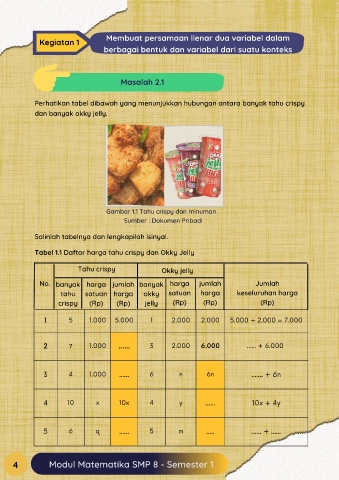 Kegiatan 1
Membuat persamaan lienar dua variabel dalam
berbagai bentuk dan variabel dari suatu konteks
Masalah 2.1
Perhatikan tabel dibawah yang menunjukkan hubungan antara banyak tahu crispy
dan banyak okky jelly.
Gambar 1.1 Tahu crispy dan minuman
Sumber : Dokumen Pribadi
Salinlah tabelnya dan lengkapilah isinya!.
Tabel 1.1 Daftar harga tahu crispy dan Okky Jelly
No. Tahu crispy Okky jelly Jumlah keseluruhan harga (Rp)
banyak tahu crispy harga satuan (Rp) jumlah harga (Rp) banyak okky jelly harga satuan (Rp) jumlah harga (Rp)
1 5 1.000 5.000 1 2.000 2.000 5.000 + 2.000 = 7.000
2 7 1.000 ....... 3 2.000 6.000 ...... + 6.000
3 4 1.000 ....... 6 n 6n ....... + 6n
4 10 x 10x 4 y ...... 10x + 4y
5 6 q ....... 5 m ..... ....... + .......
4 Modul Matematika SMP 8 - Semester 1